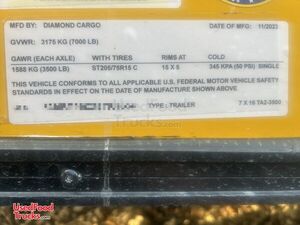 MFD BY: DIAMOND CARGO DATE OF MFG: 11/2023
GVWR: 3175 KG (7000 LB)
GAWR (EACH AXLE) WITH TIRES RIMS AT COLD
1588 KG (3500 LB) ST205/75R15 C 15 X 5 345 KPA (50 PSI) SINGLE
THIS VEHICLE CONFORMS TO ALL APPLICABLE U.S. FEDERAL MOTOR VEHICLE SAFETY
STANDARDS IN EFFECT ON THE DATE OF MANUFACTURE SHOWN ABOVE
TYPE: TRAILER 7 X 16 TA2-3500